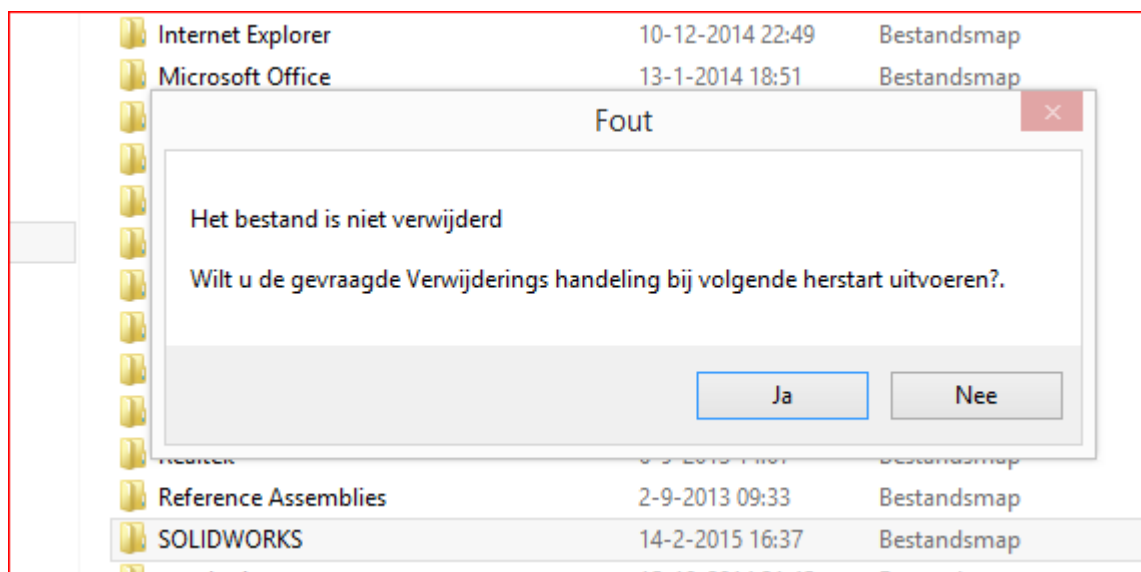 Internet Explorer 10-12-2014 22:49 Bestandsmap
Microsoft Office 13-1-2014 18:51 Bestandsmap
Fout
Het bestand is niet verwijderd
Wilt u de gevraagde Verwijderings handeling bij volgende herstart uitvoeren?.
Ja Nee
Reference Assemblies 2-9-2013 09:33 Bestandsmap
SOLIDWORKS 14-2-2015 16:37 Bestandsmap